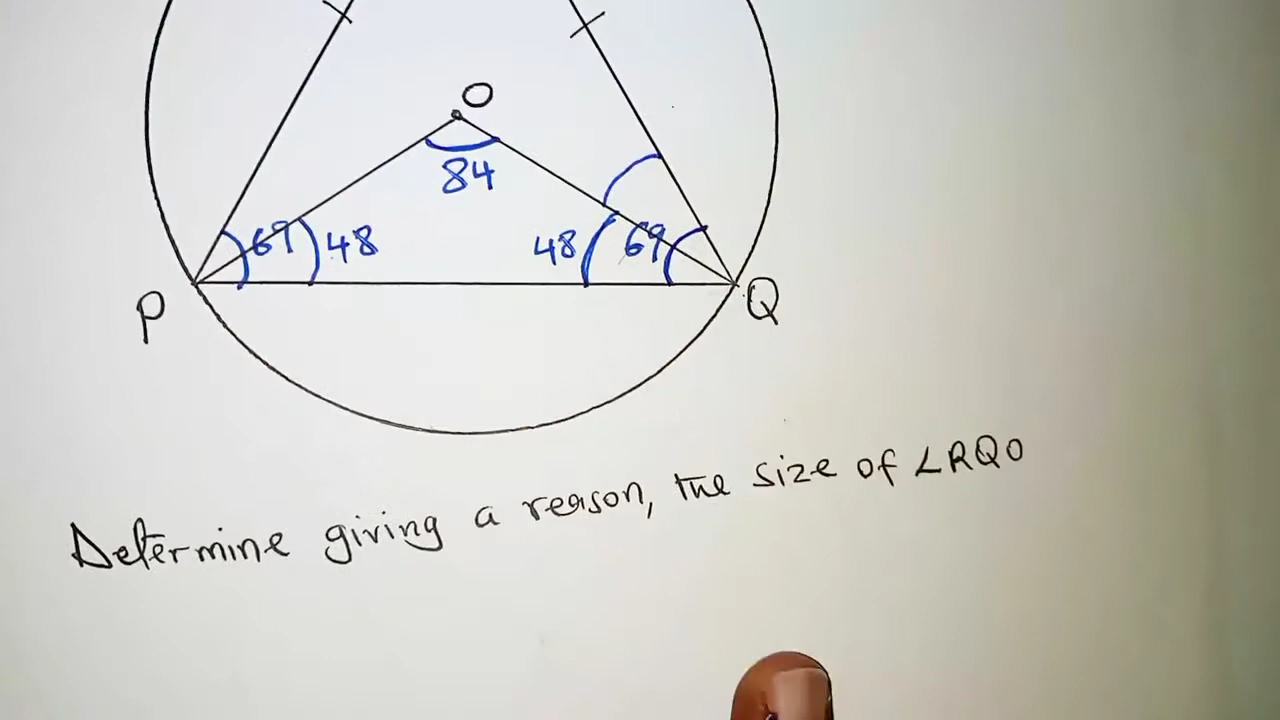 O
84
69 48 48 69
P Q
Determine giving a reason, the size of ∠RQO